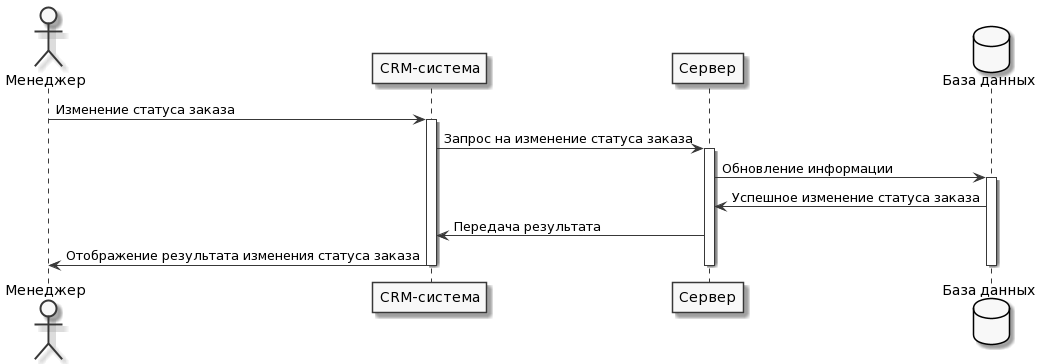 Менеджер
CRM-система
Сервер
База данных
Изменение статуса заказа
Запрос на изменение статуса заказа
Обновление информации
Успешное изменение статуса заказа
Передача результата
Отображение результата изменения статуса заказа
Менеджер
CRM-система
Сервер
База данных